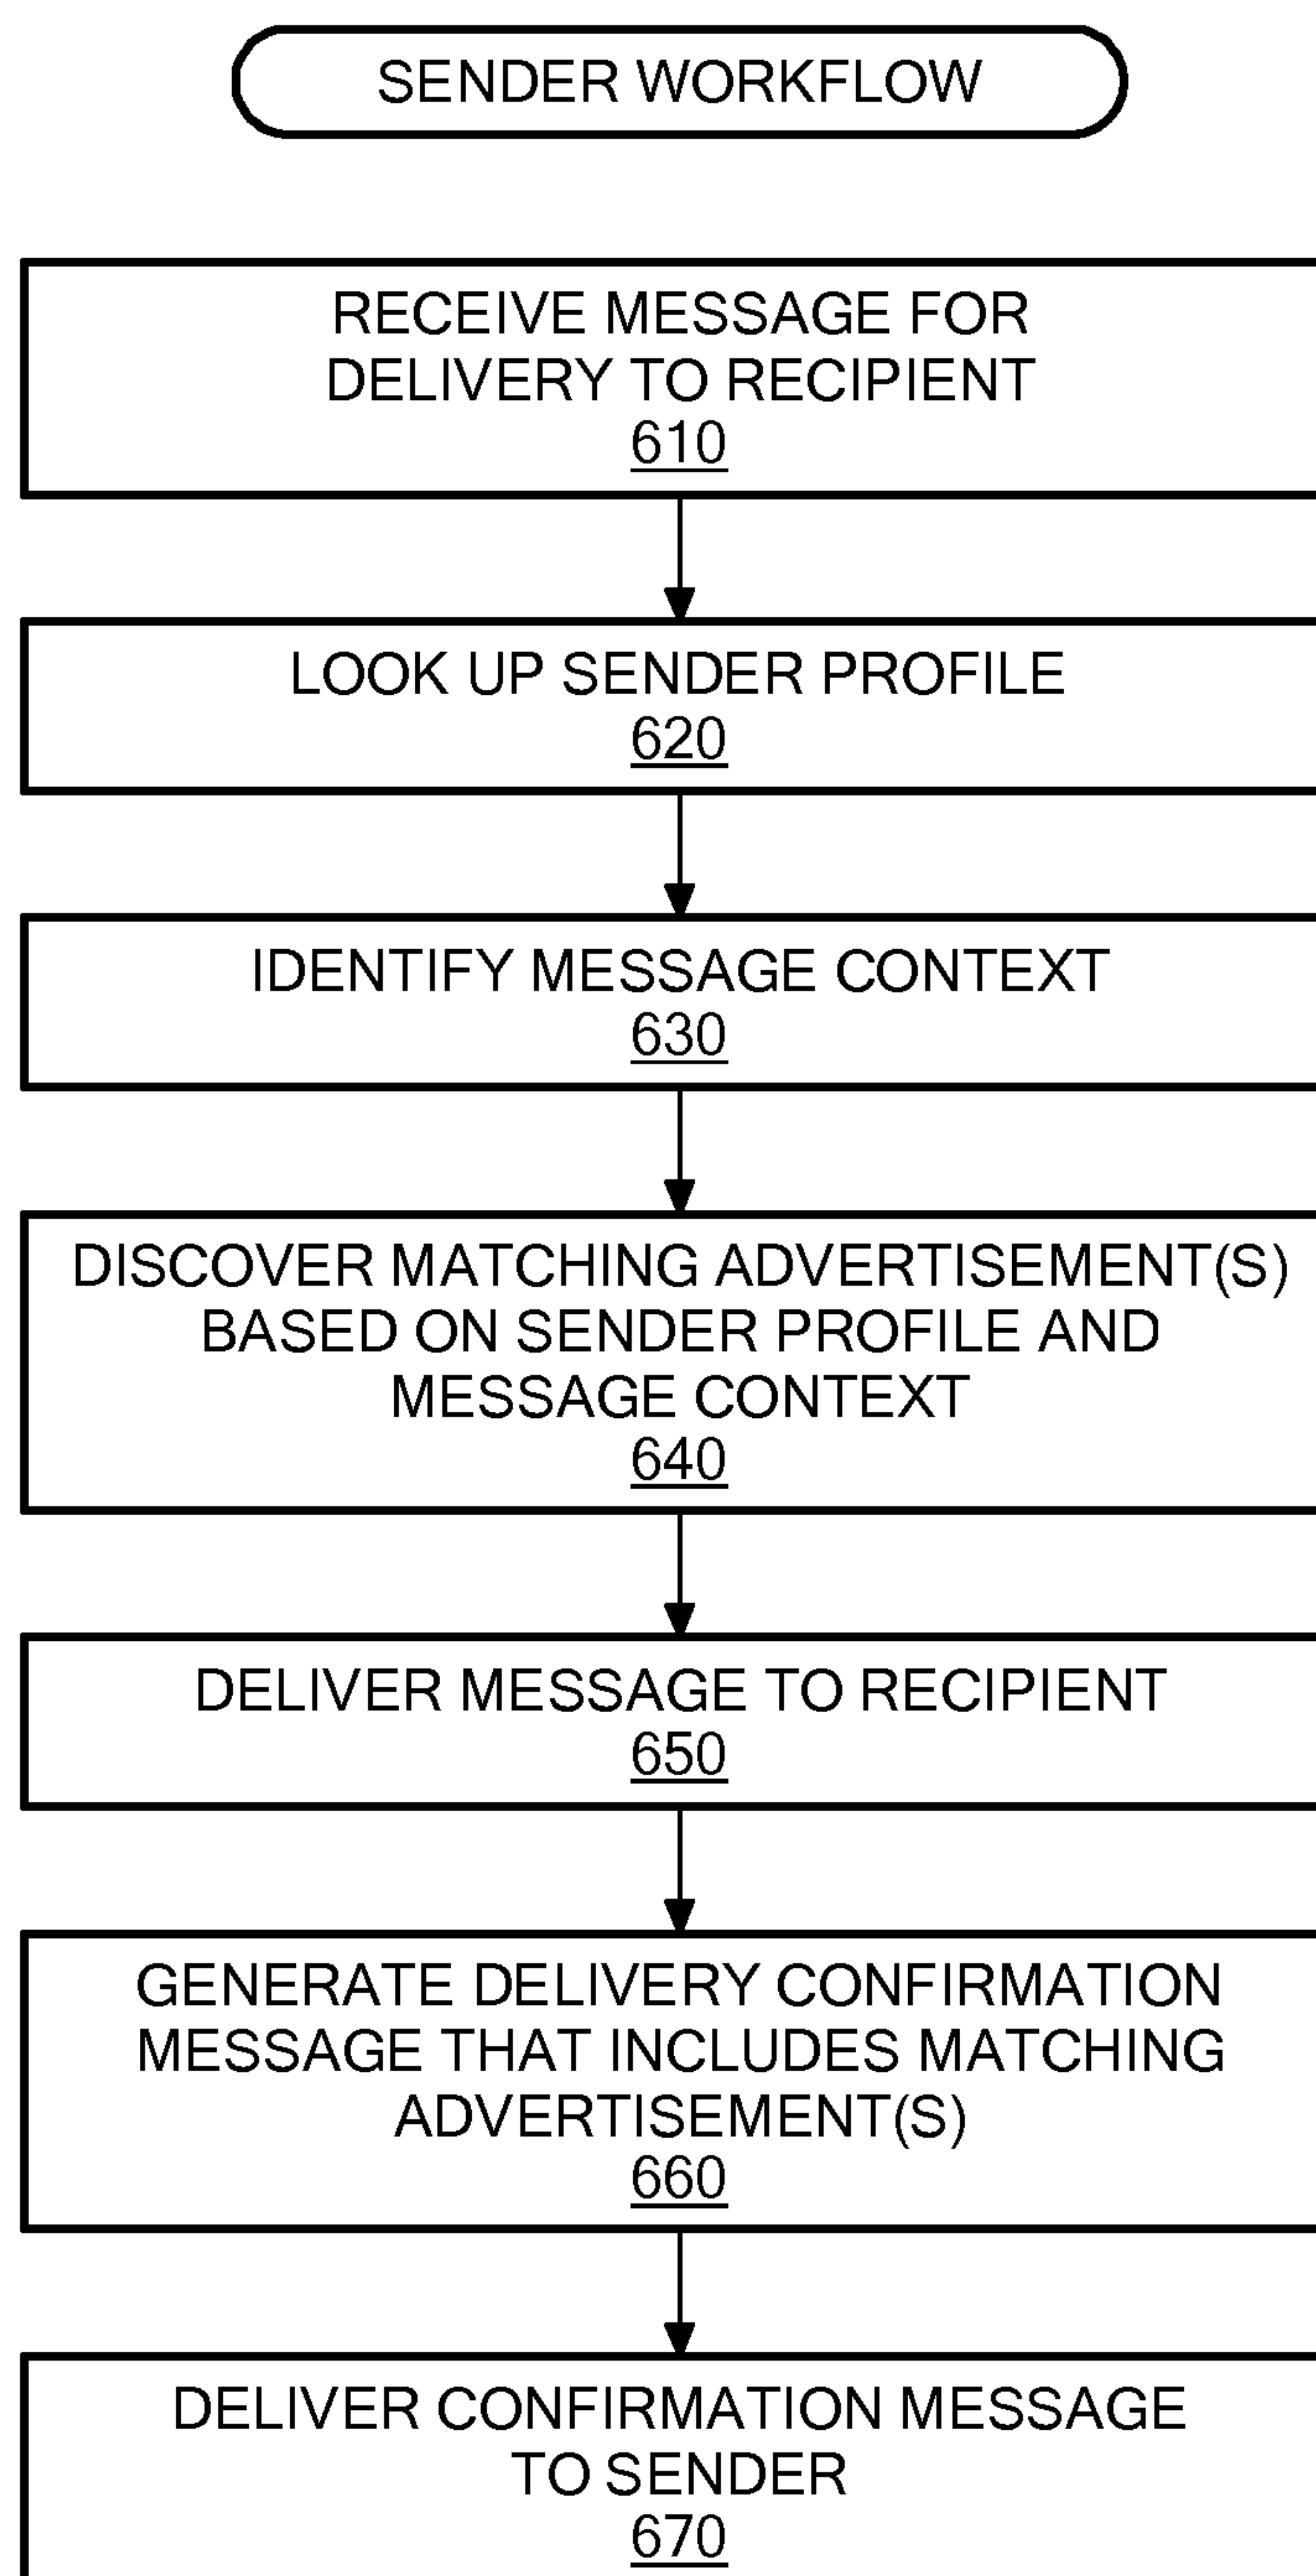 SENDER WORKFLOW
RECEIVE MESSAGE FOR
DELIVERY TO RECIPIENT
610
LOOK UP SENDER PROFILE
620
IDENTIFY MESSAGE CONTEXT
630
DISCOVER MATCHING ADVERTISEMENT(S)
BASED ON SENDER PROFILE AND
MESSAGE CONTEXT
640
DELIVER MESSAGE TO RECIPIENT
650
GENERATE DELIVERY CONFIRMATION
MESSAGE THAT INCLUDES MATCHING
ADVERTISEMENT(S)
660
DELIVER CONFIRMATION MESSAGE
TO SENDER
670